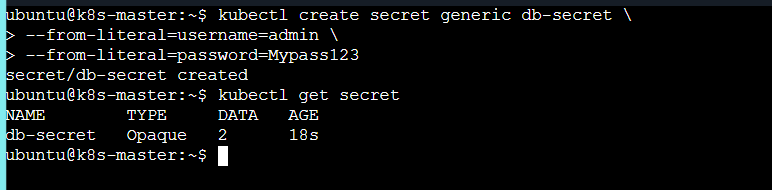 ubuntu@k8s-master:~$ kubectl create secret generic db-secret \
> --from-literal=username=admin \
> --from-literal=password=Mypass123
secret/db-secret created
ubuntu@k8s-master:~$ kubectl get secret
NAME        TYPE     DATA   AGE
db-secret   Opaque   2      18s
ubuntu@k8s-master:~$